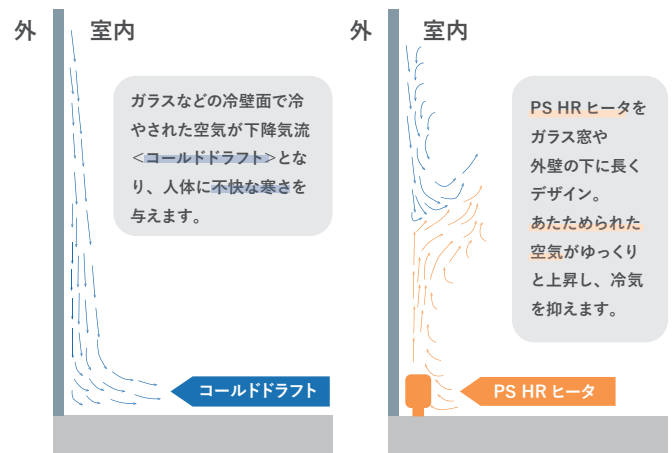 外 室内
ガラスなどの冷壁面で冷
やされた空気が下降気流
<コールドドラフト>とな
り、人体に不快な寒さを
与えます。
コールドドラフト
外 室内
PS HR ヒータを
ガラス窓や
外壁の下に長く
デザイン。
あたためられた
空気がゆっくり
と上昇し、冷気
を抑えます。
PS HR ヒータ